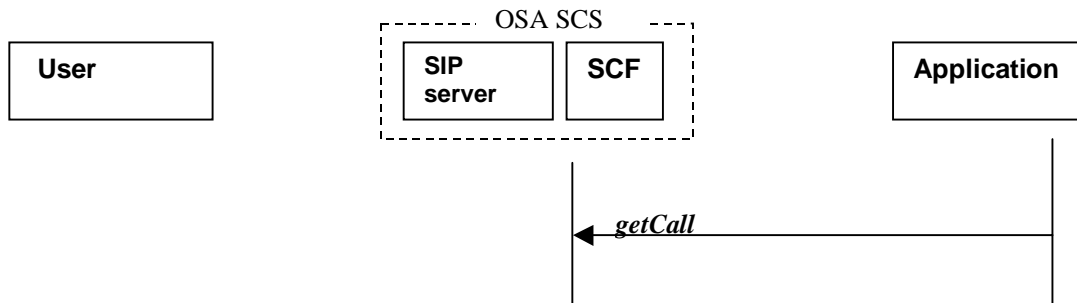 OSA SCS
User
SIP
server
SCF
Application
getCall